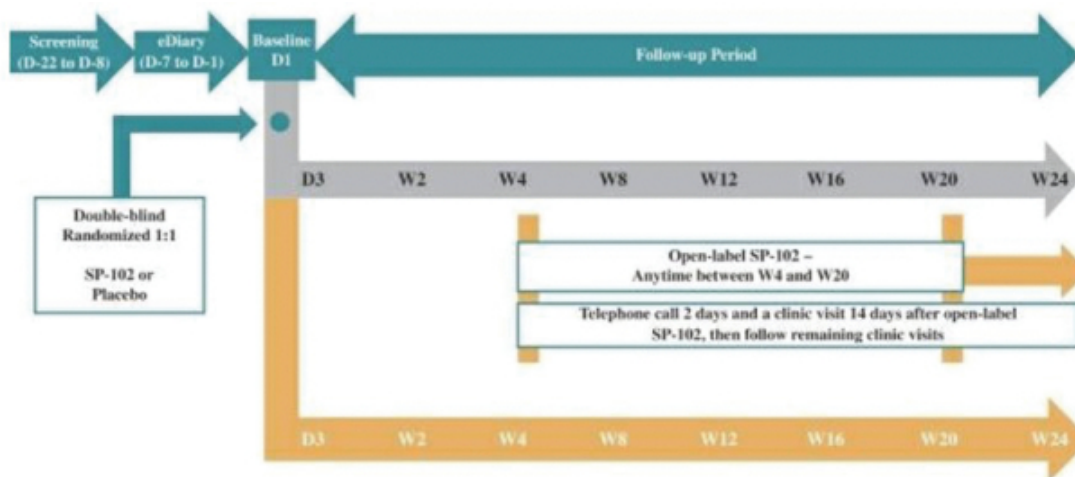 Screening
(D-22 to D-8)
eDiary
(D-7 to D-1)
Baseline
D1
Follow-up Period
D3 W2 W4 W8 W12 W16 W20 W24
Double-blind
Randomized 1:1
SP-102 or
Placebo
Open-label SP-102 –
Anytime between W4 and W20
Telephone call 2 days and a clinic visit 14 days after open-label
SP-102, then follow remaining clinic visits
D3 W2 W4 W8 W12 W16 W20 W24